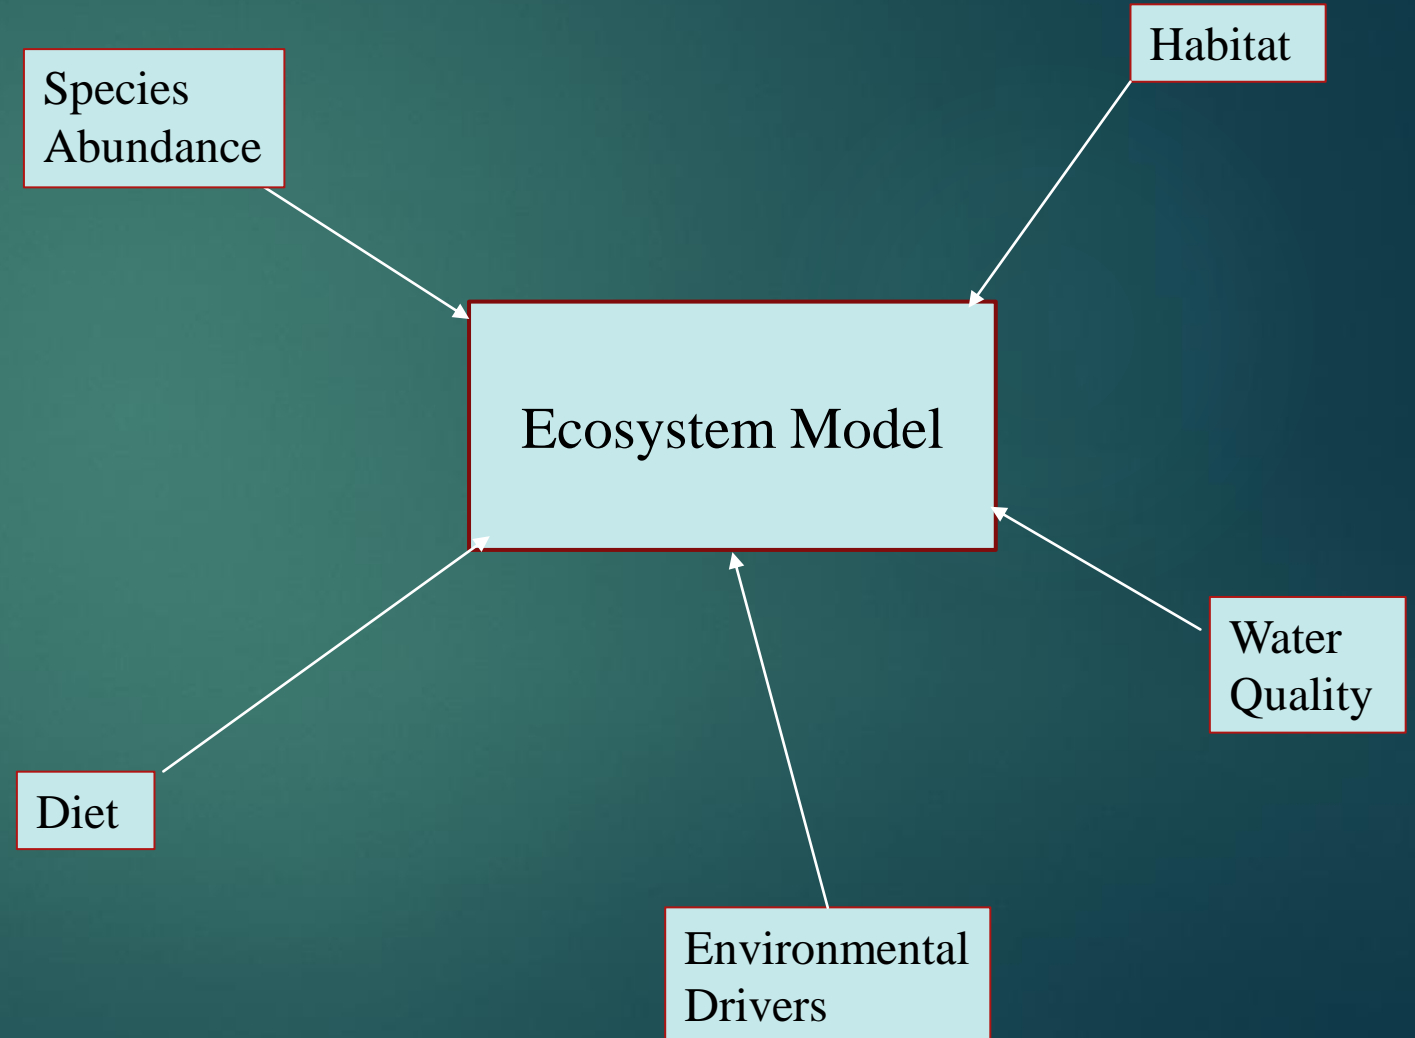 Habitat
Species
Abundance
Ecosystem Model
Water
Quality
Diet
Environmental
Drivers